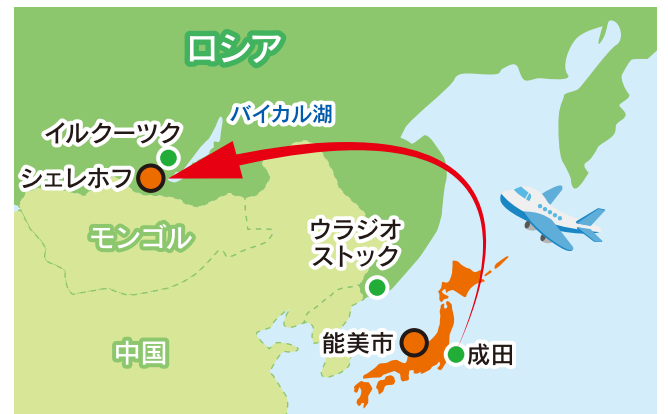 ロシア
バイカル湖
イルクーツク
シェレホフ
モンゴル
ウラジオ
ストック
能美市
成田
中国